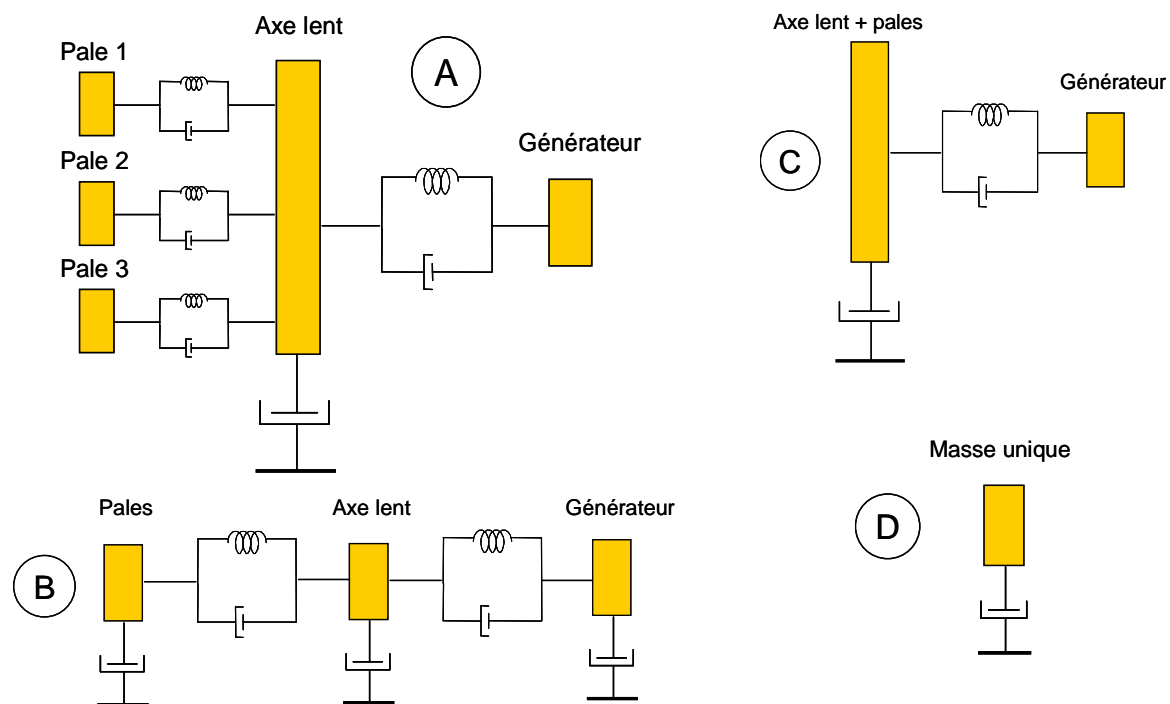 Axe lent
Pale 1
A
Pale 2
Générateur
Pale 3
Axe lent + pales
Générateur
C
Pales
Axe lent
Générateur
B
Masse unique
D